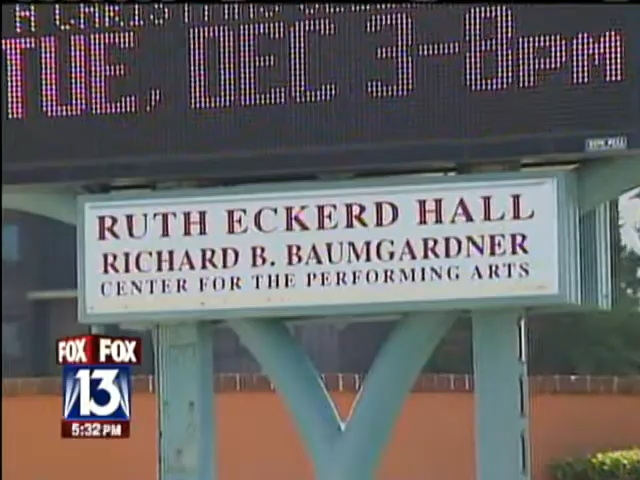 A CHRISTMAS
TUE, DEC 3-8pm
RUTH ECKERD HALL
RICHARD B. BAUMGARDNER
CENTER FOR THE PERFORMING ARTS
FOX FOX
13
5:32 PM